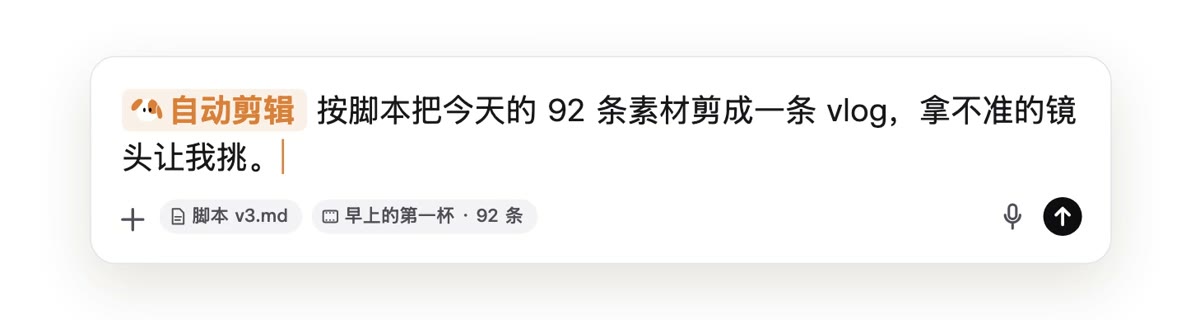 自动剪辑 按脚本把今天的 92 条素材剪成一条 vlog，拿不准的镜
头让我挑。
脚本 v3.md 早上的第一杯 · 92 条